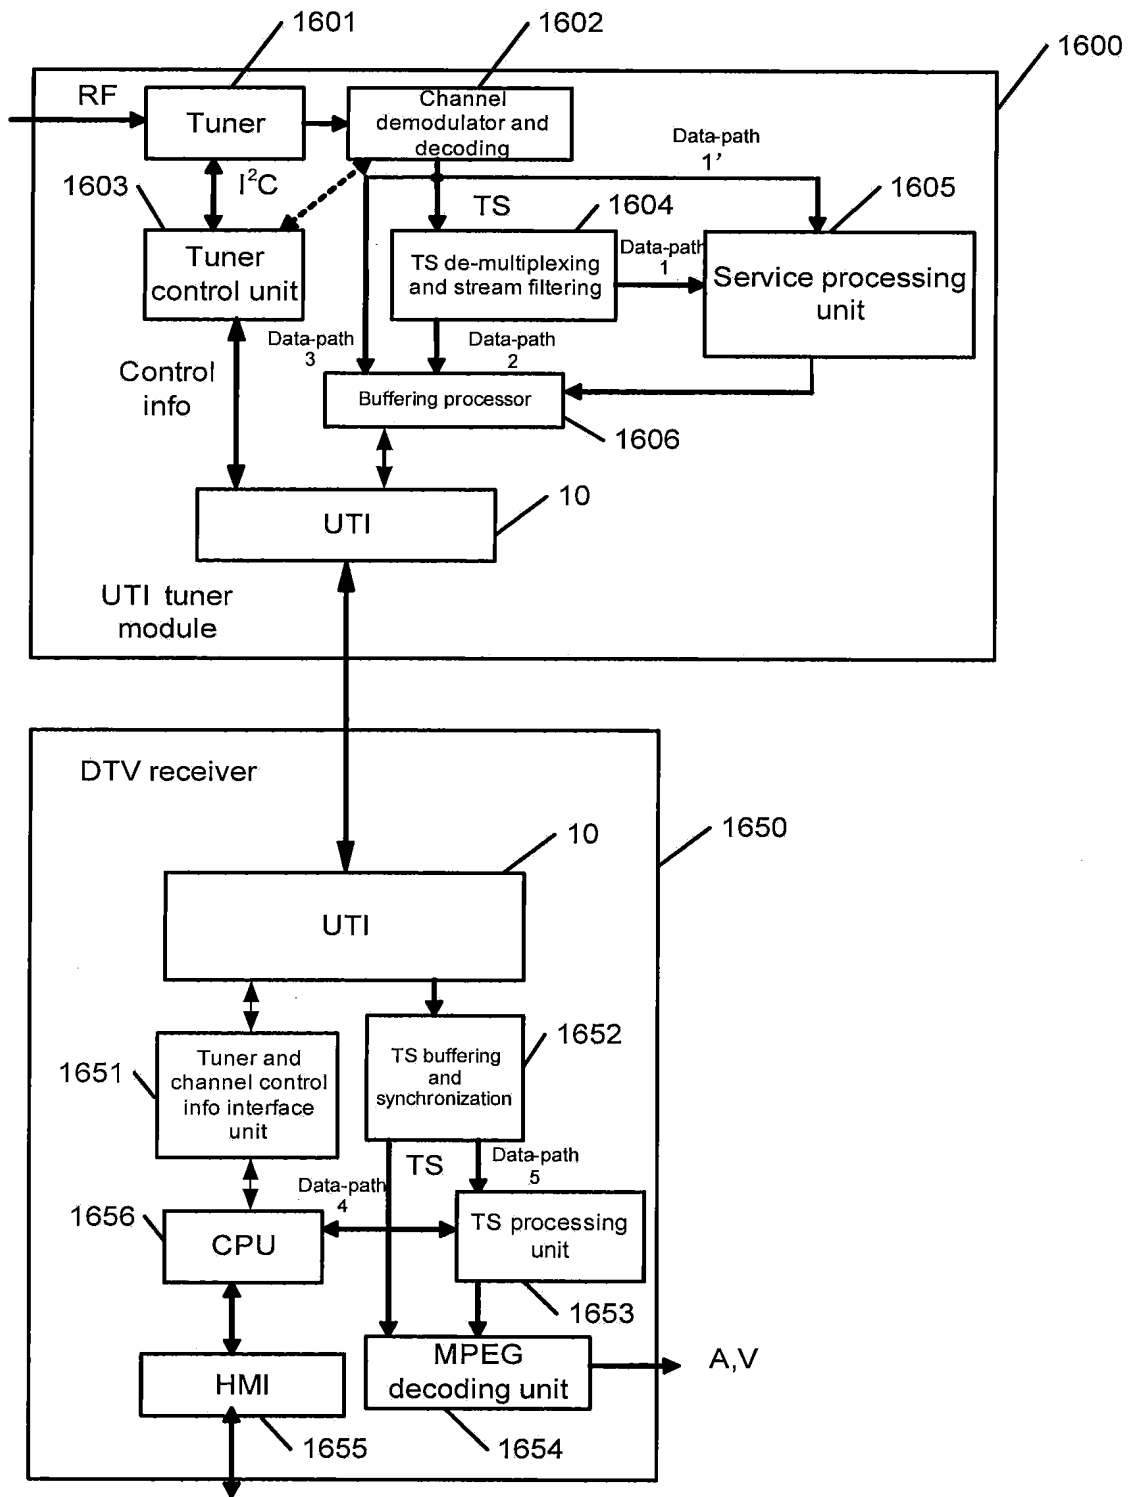 1601
1602
1600
RF
Tuner
Channel
demodulator and
decoding
Data-path
1'
1603
I²C
TS
1604
1605
Tuner
control unit
TS de-multiplexing
and stream filtering
Data-path
1
Service processing
unit
Data-path
3
Data-path
2
Control
info
Buffering processor
1606
10
UTI
UTI tuner
module
DTV receiver
1650
10
UTI
1652
1651
Tuner and
channel control
info interface
unit
TS buffering
and
synchronization
TS
Data-path
5
Data-path
4
1656
CPU
TS processing
unit
1653
MPEG
decoding unit
A,V
HMI
1655
1654